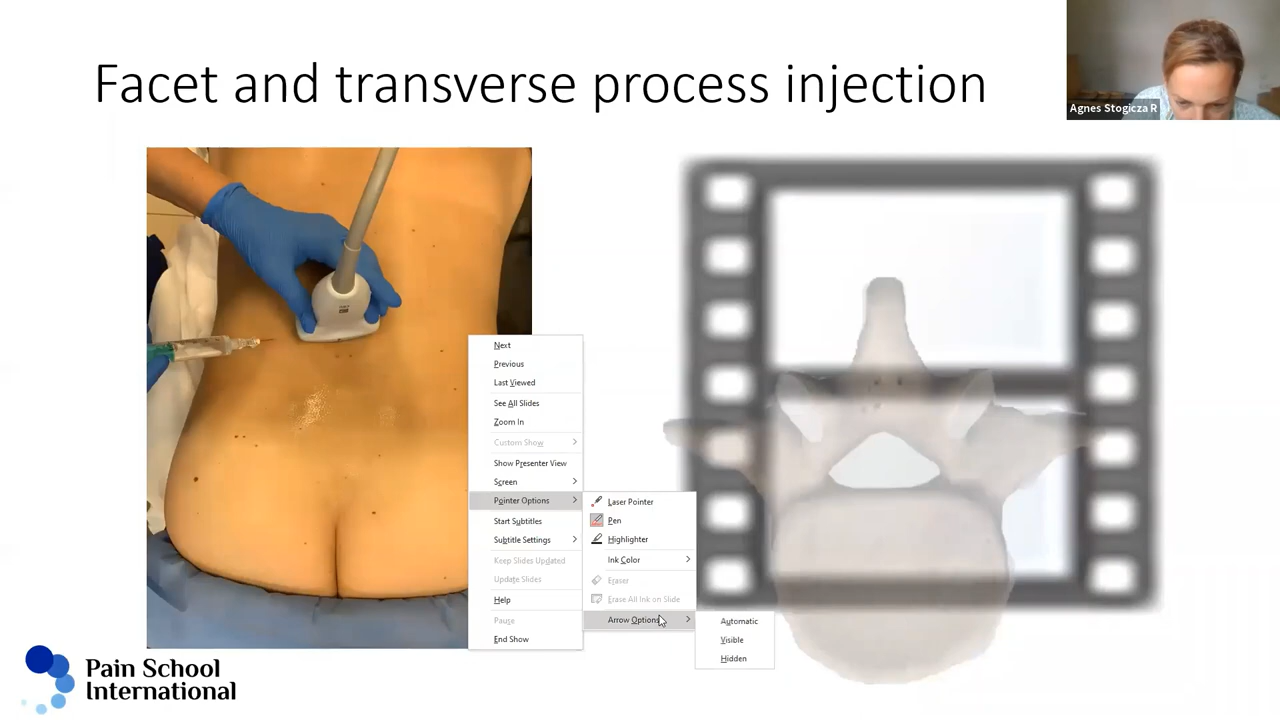 Facet and transverse process injection
Agnes Stogicza R
Next
Previous
Last Viewed
See All Slides
Zoom In
Custom Show
Show Presenter View
Screen
Pointer Options
Start Subtitles
Subtitle Settings
Keep Slides Updated
Update Slides
Help
Pause
End Show
Laser Pointer
Pen
Highlighter
Ink Color
Eraser
Erase All Ink on Slide
Arrow Options
Automatic
Visible
Hidden
Pain School
International